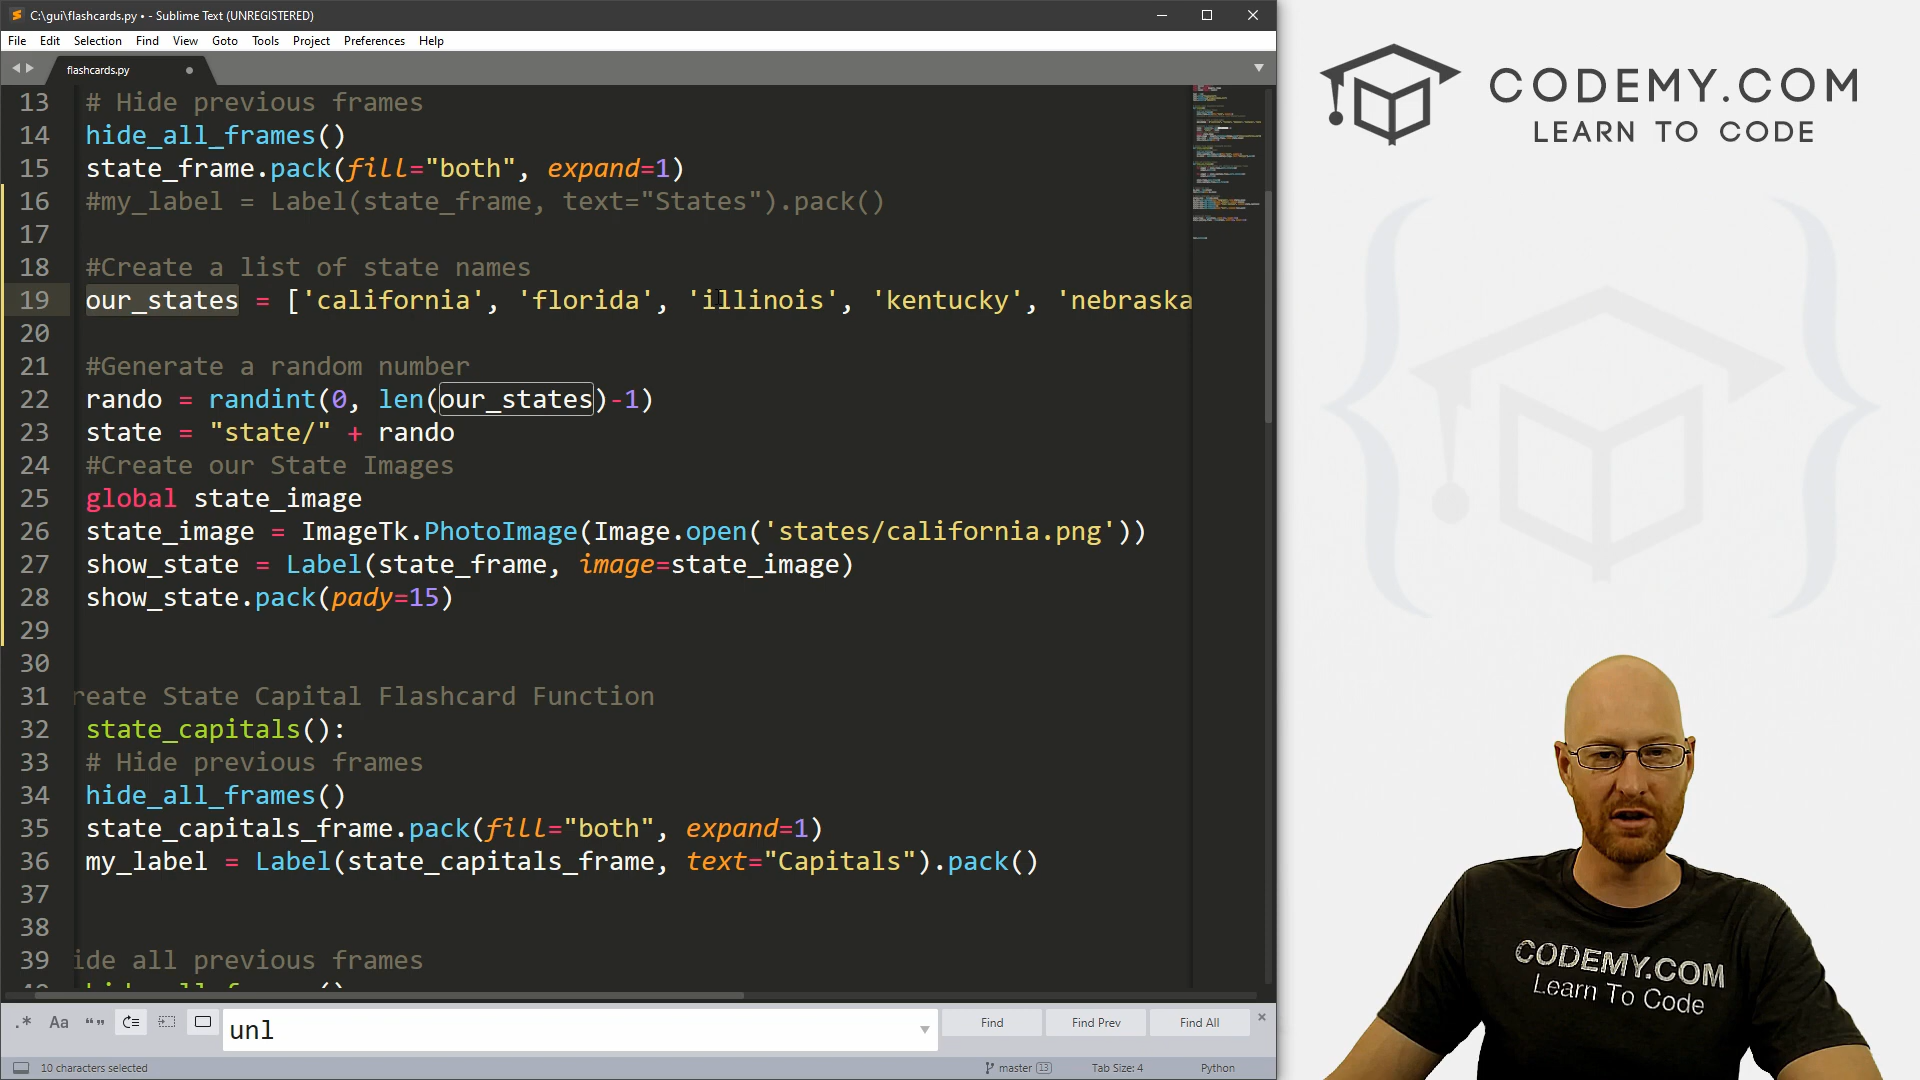 C:\gui\flashcards.py • - Sublime Text (UNREGISTERED)
File Edit Selection Find View Goto Tools Project Preferences Help
flashcards.py
13 # Hide previous frames
14 hide_all_frames()
15 state_frame.pack(fill="both", expand=1)
16 #my_label = Label(state_frame, text="States").pack()
17
18 #Create a list of state names
19 our_states = ['california', 'florida', 'illinois', 'kentucky', 'nebraska
20
21 #Generate a random number
22 rando = randint(0, len(our_states)-1)
23 state = "state/" + rando
24 #Create our State Images
25 global state_image
26 state_image = ImageTk.PhotoImage(Image.open('states/california.png'))
27 show_state = Label(state_frame, image=state_image)
28 show_state.pack(pady=15)
29
30
31 reate State Capital Flashcard Function
32 state_capitals():
33 # Hide previous frames
34 hide_all_frames()
35 state_capitals_frame.pack(fill="both", expand=1)
36 my_label = Label(state_capitals_frame, text="Capitals").pack()
37
38
39 ide all previous frames
.* Aa “” unl Find Find Prev Find All
10 characters selected master 13 Tab Size: 4 Python
CODEMY.COM
LEARN TO CODE
CODEMY.COM
Learn To Code